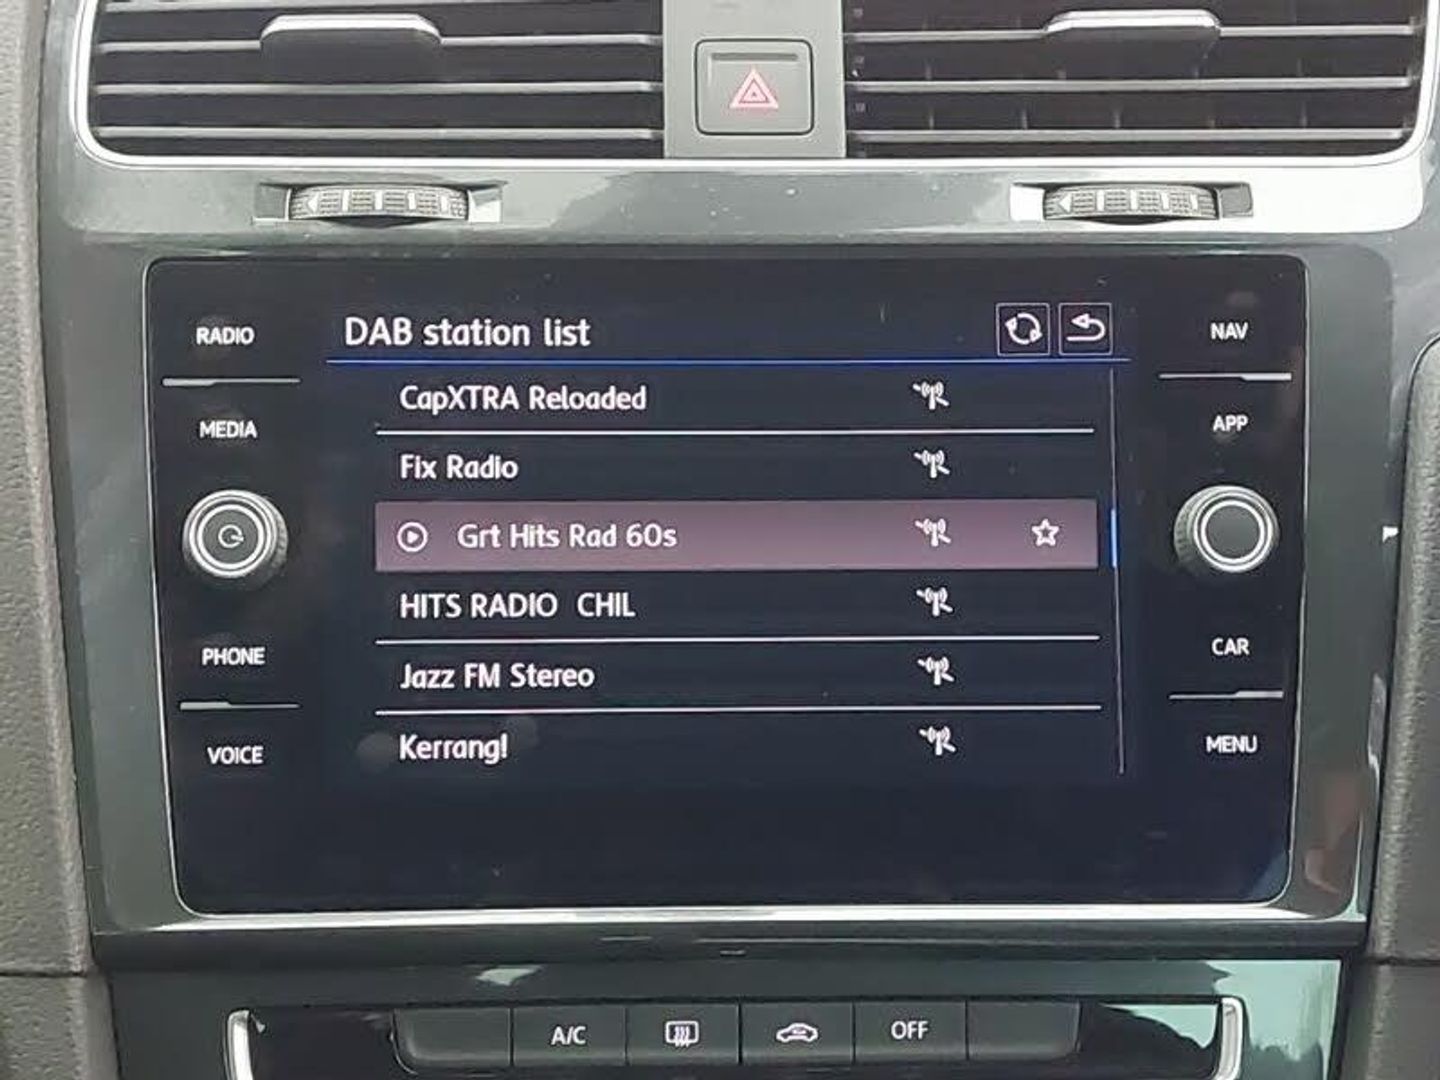 RADIO
DAB station list
NAV
MEDIA
CapXTRA Reloaded
APP
Fix Radio
Grt Hits Rad 60s
HITS RADIO  CHIL
PHONE
Jazz FM Stereo
CAR
VOICE
Kerrang!
MENU
A/C
OFF